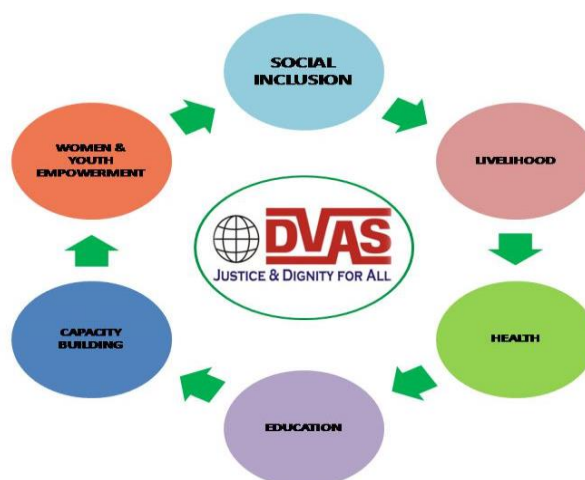 SOCIAL
INCLUSION
WOMEN &
YOUTH
EMPOWERMENT
LIVELIHOOD
DVAS
JUSTICE & DIGNITY FOR ALL
CAPACITY
BUILDING
HEALTH
EDUCATION